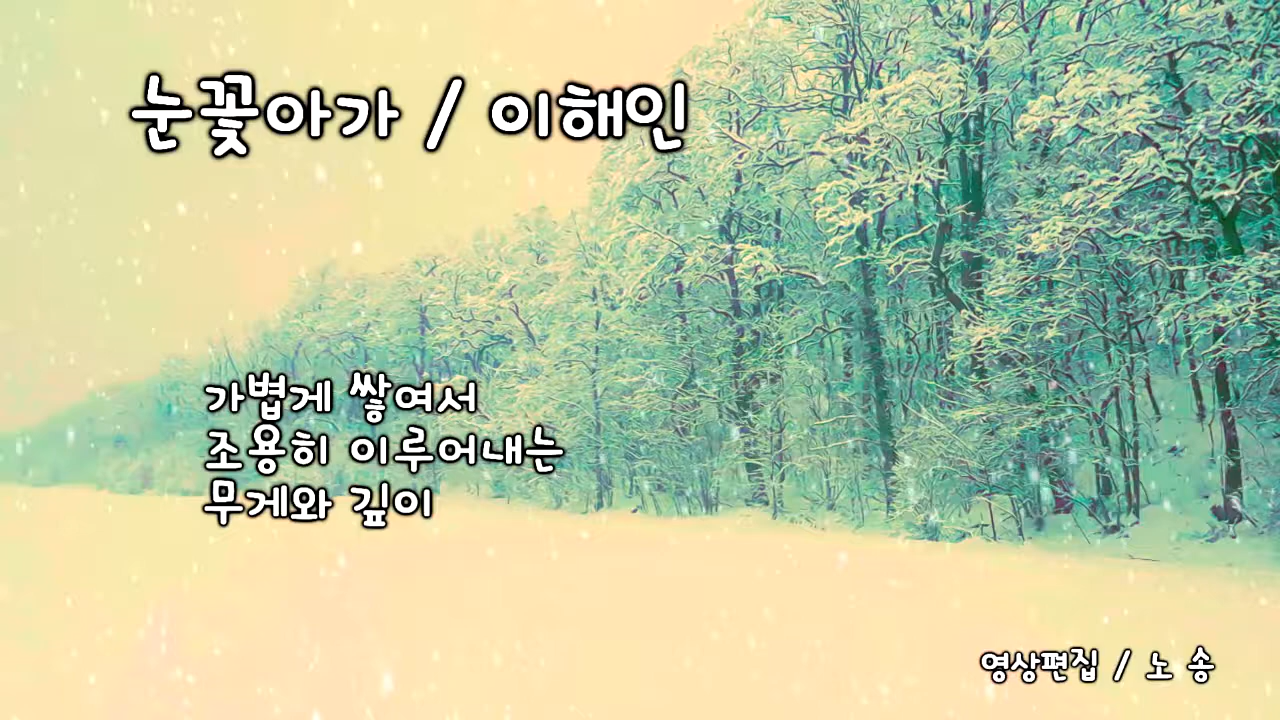 눈꽃아가 / 이해인
가볍게 쌓여서
조용히 이루어내는
무게와 깊이
영상편집 / 노 송